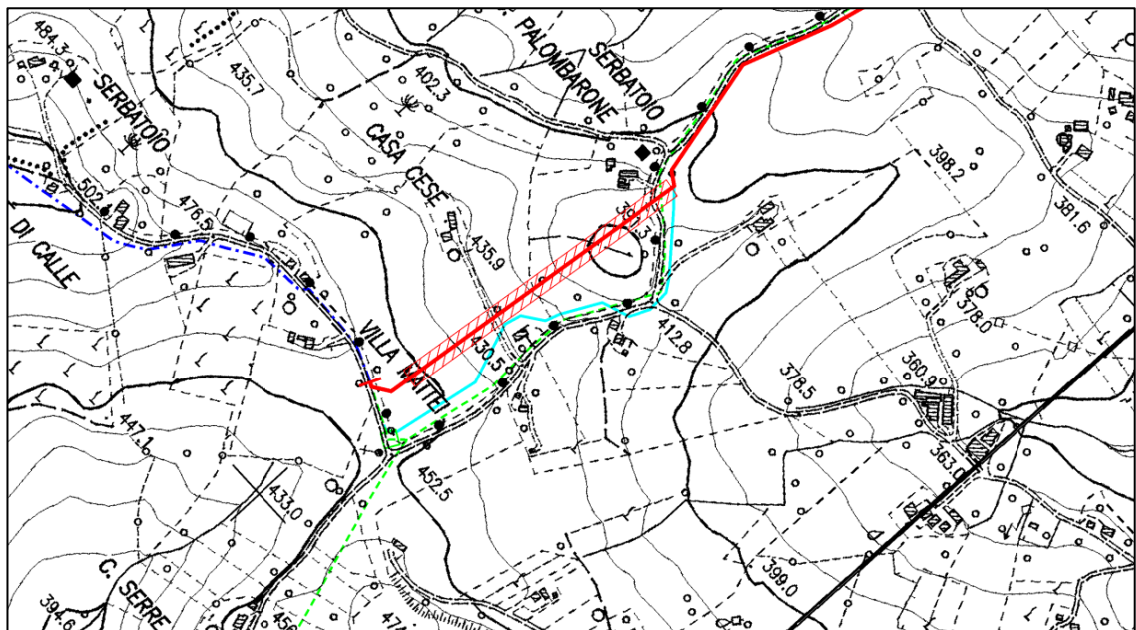 484.3
SERBATOIO
435.7
402.3
C. PALOMBARONE
SERBATOIO
CASA CESE
435.9
502.4
476.5
DI CALLE
398.2
381.6
378.0
VILLA MATTEI
430.5
412.8
378.5
360.9
363.0
447.1
433.0
452.5
C. SERRE
394.6
456
399.0